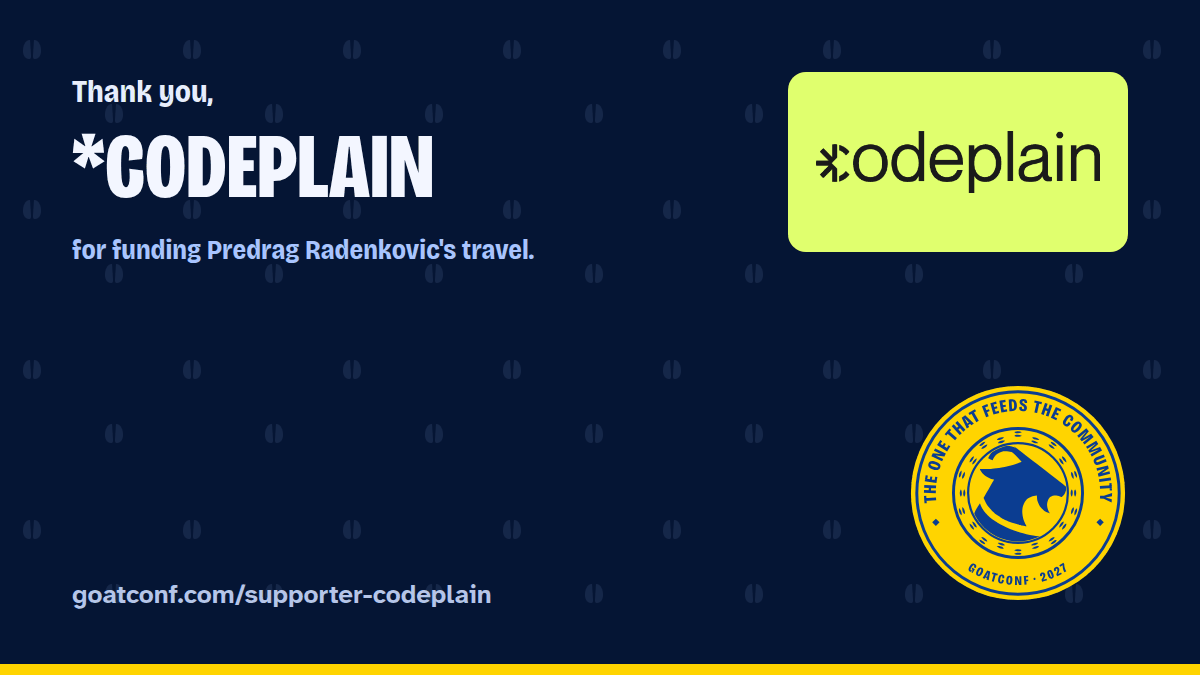 Thank you,
*CODEPLAIN
for funding Predrag Radenkovic's travel.
codeplain
THE ONE THAT FEEDS THE COMMUNITY
GOATCONF · 2027
goatconf.com/supporter-codeplain